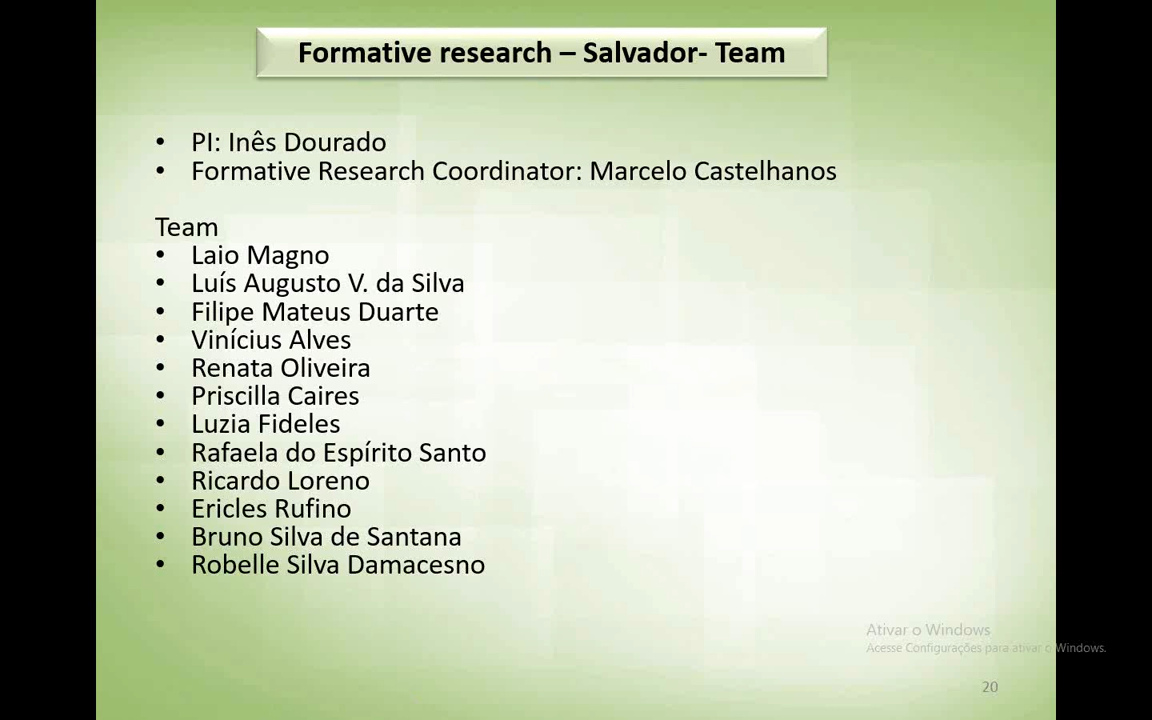 Formative research – Salvador- Team
• PI: Inês Dourado
• Formative Research Coordinator: Marcelo Castelhanos
Team
• Laio Magno
• Luís Augusto V. da Silva
• Filipe Mateus Duarte
• Vinícius Alves
• Renata Oliveira
• Priscilla Caires
• Luzia Fideles
• Rafaela do Espírito Santo
• Ricardo Loreno
• Ericles Rufino
• Bruno Silva de Santana
• Robelle Silva Damacesno
Ativar o Windows
Acesse Configurações para ativar o Windows.
20